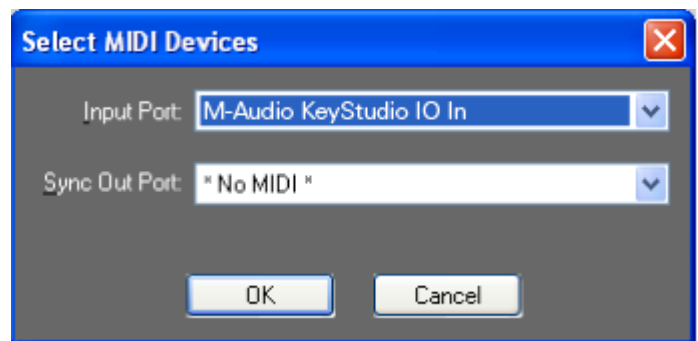 Select MIDI Devices
Input Port: M-Audio KeyStudio IO In
Sync Out Port: * No MIDI *
OK Cancel